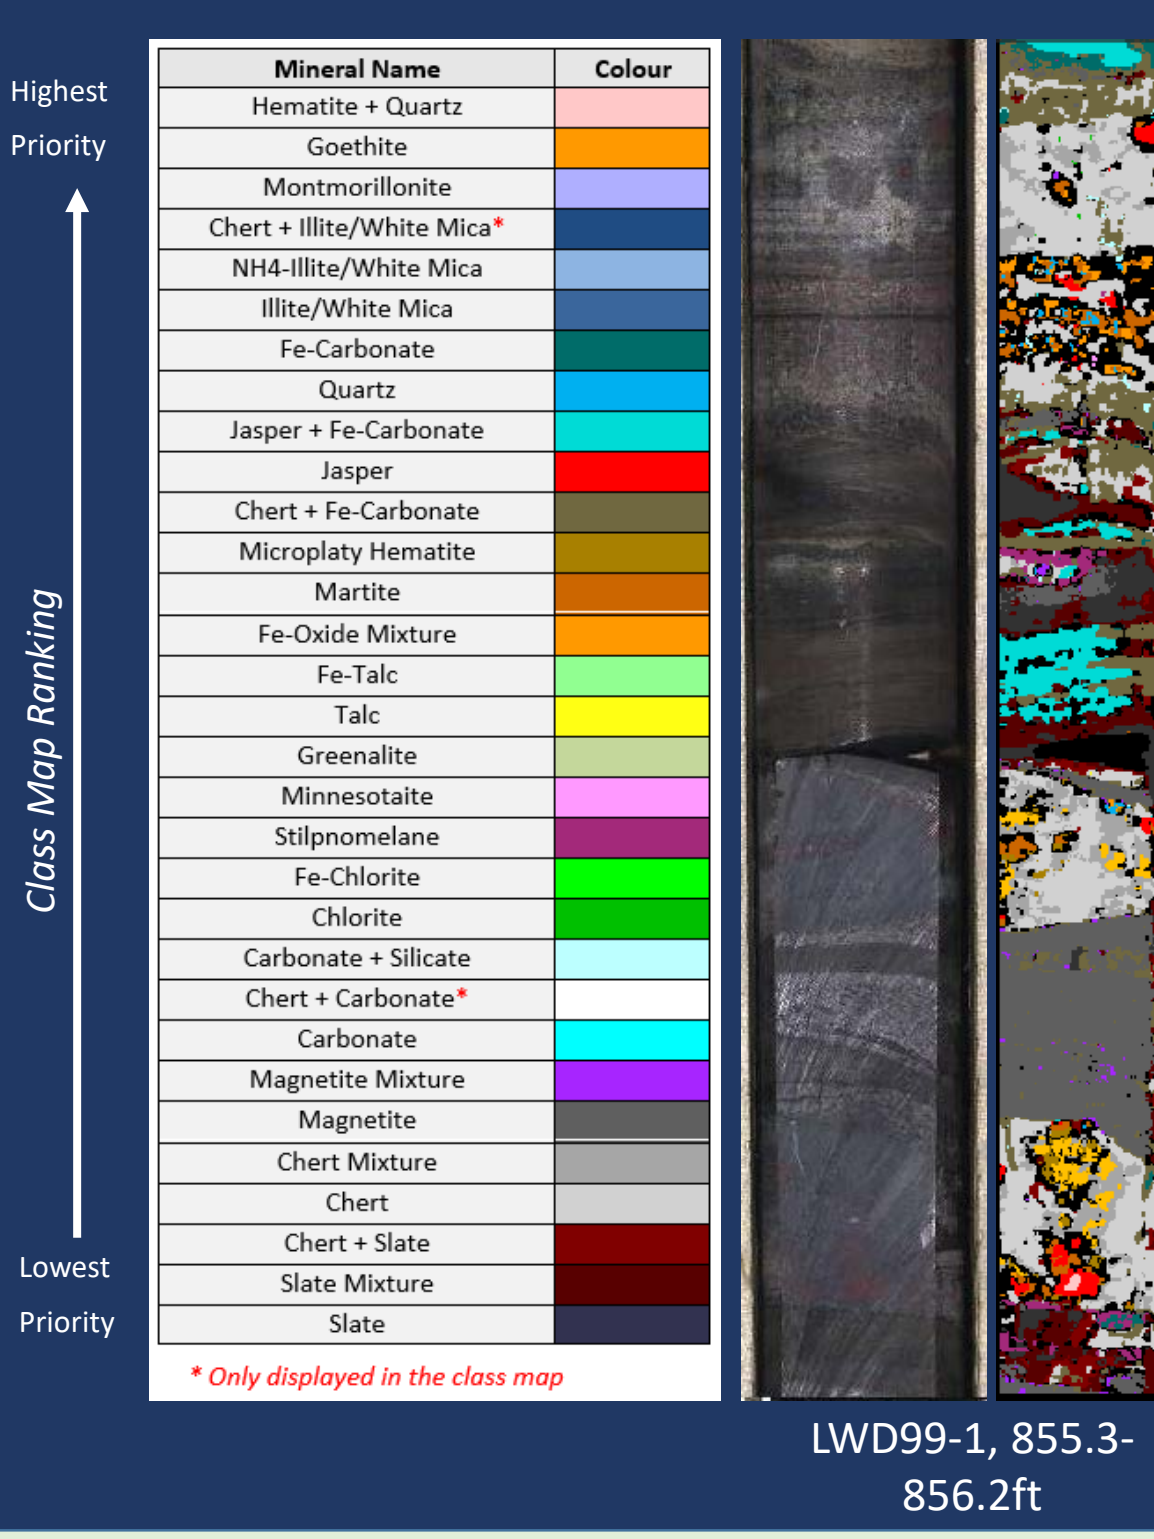 Highest
Priority
Class Map Ranking
Lowest
Priority
Mineral Name Colour
Hematite + Quartz
Goethite
Montmorillonite
Chert + Illite/White Mica*
NH4-Illite/White Mica
Illite/White Mica
Fe-Carbonate
Quartz
Jasper + Fe-Carbonate
Jasper
Chert + Fe-Carbonate
Microplaty Hematite
Martite
Fe-Oxide Mixture
Fe-Talc
Talc
Greenalite
Minnesotaite
Stilpnomelane
Fe-Chlorite
Chlorite
Carbonate + Silicate
Chert + Carbonate*
Carbonate
Magnetite Mixture
Magnetite
Chert Mixture
Chert
Chert + Slate
Slate Mixture
Slate
* Only displayed in the class map
LWD99-1, 855.3-
856.2ft